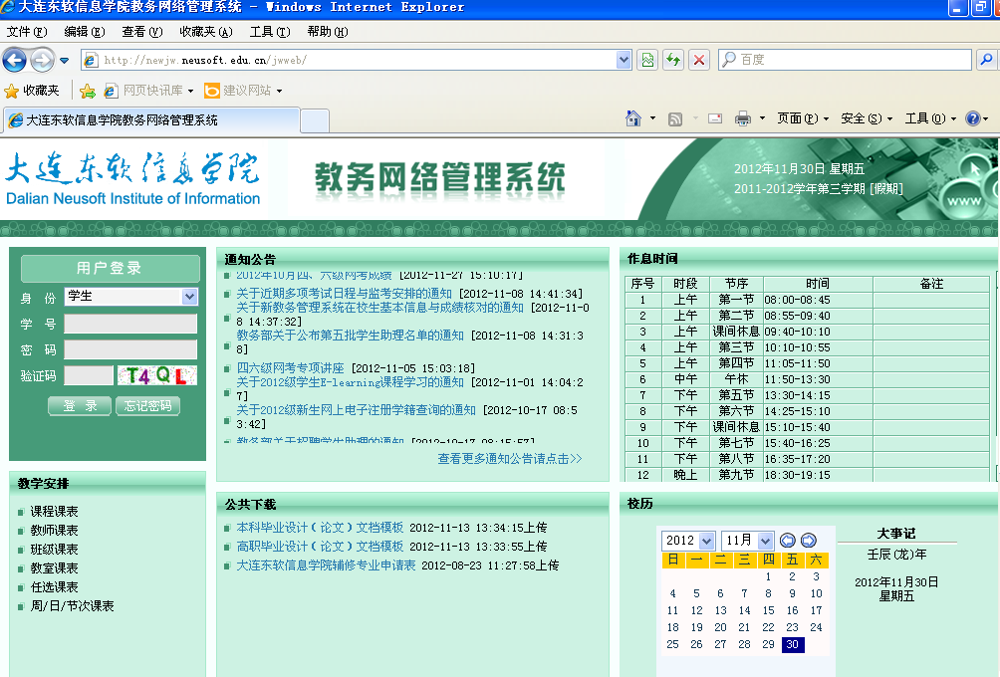 大连东软信息学院教务网络管理系统 - Windows Internet Explorer
文件(F) 编辑(E) 查看(V) 收藏夹(A) 工具(T) 帮助(H)
http://newjw.neusoft.edu.cn/jwweb/
百度
收藏夹 网页快讯库 建议网站
大连东软信息学院教务网络管理系统
页面(P) 安全(S) 工具(O)
大连东软信息学院
Dalian Neusoft Institute of Information
教务网络管理系统
2012年11月30日 星期五
2011-2012学年第三学期 [假期]
www
用户登录
身 份 学生
学 号
密 码
验证码 T4QL
登 录 忘记密码
教学安排
课程课表
教师课表
班级课表
教室课表
任选课表
周/日/节次课表
通知公告
2012年10月四、六级网考成绩 [2012-11-27 15:10:17]
关于近期多项考试日程与监考安排的通知 [2012-11-08 14:41:34]
关于新教务管理系统在校生基本信息与成绩核对的通知 [2012-11-0
8 14:37:32]
教务部关于公布第五批学生助理名单的通知 [2012-11-08 14:31:3
8]
四六级网考专项讲座 [2012-11-05 15:03:18]
关于2012级学生E-learning课程学习的通知 [2012-11-01 14:04:2
7]
关于2012级新生网上电子注册学籍查询的通知 [2012-10-17 08:5
3:42]
教务部关于招聘学生助理的通知 [2012-10-17 08:15:57]
查看更多通知公告请点击>>
公共下载
本科毕业设计（论文）文档模板 2012-11-13 13:34:15上传
高职毕业设计（论文）文档模板 2012-11-13 13:33:55上传
大连东软信息学院辅修专业申请表 2012-08-23 11:27:58上传
作息时间
序号 时段 节序 时间 备注
1 上午 第一节 08:00-08:45
2 上午 第二节 08:55-09:40
3 上午 课间休息 09:40-10:10
4 上午 第三节 10:10-10:55
5 上午 第四节 11:05-11:50
6 中午 午休 11:50-13:30
7 下午 第五节 13:30-14:15
8 下午 第六节 14:25-15:10
9 下午 课间休息 15:10-15:40
10 下午 第七节 15:40-16:25
11 下午 第八节 16:35-17:20
12 晚上 第九节 18:30-19:15
校历
2012 11月
日 一 二 三 四 五 六
1 2 3
4 5 6 7 8 9 10
11 12 13 14 15 16 17
18 19 20 21 22 23 24
25 26 27 28 29 30
大事记
壬辰(龙)年
2012年11月30日
星期五